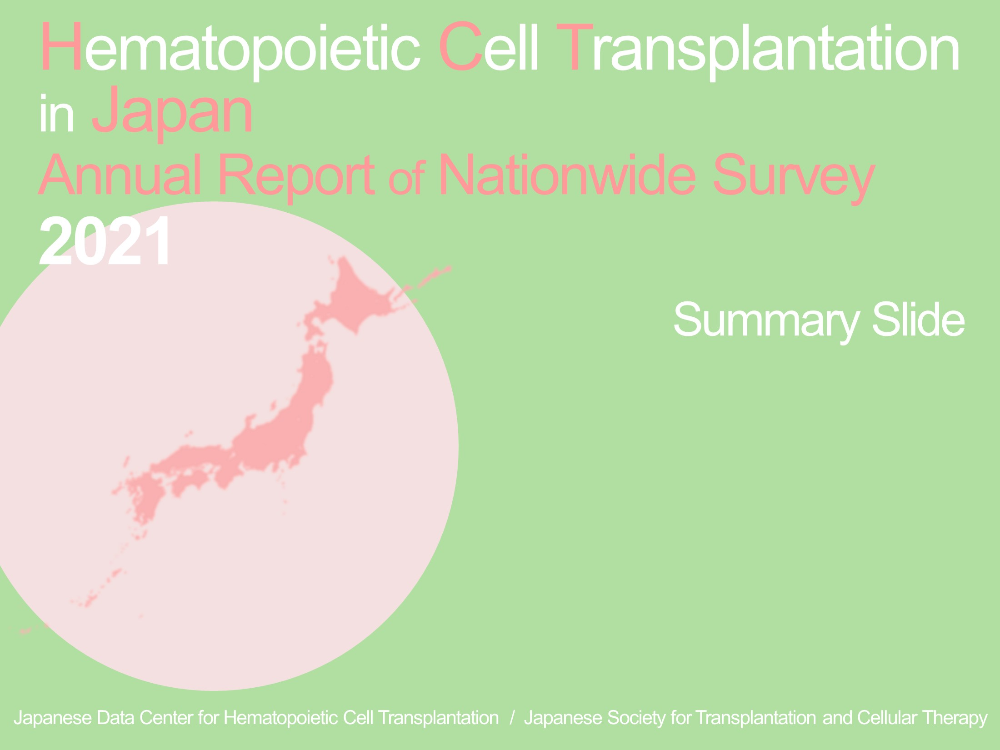 Hematopoietic Cell Transplantation
in Japan
Annual Report of Nationwide Survey
2021
Summary Slide
Japanese Data Center for Hematopoietic Cell Transplantation / Japanese Society for Transplantation and Cellular Therapy